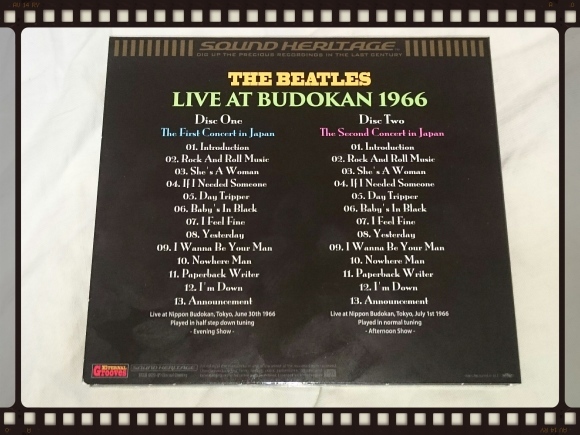 SOUND HERITAGE
DIG UP THE PRECIOUS RECORDINGS IN THE LAST CENTURY
THE BEATLES
LIVE AT BUDOKAN 1966
Disc One
The First Concert in Japan
01. Introduction
02. Rock And Roll Music
03. She's A Woman
04. If I Needed Someone
05. Day Tripper
06. Baby's In Black
07. I Feel Fine
08. Yesterday
09. I Wanna Be Your Man
10. Nowhere Man
11. Paperback Writer
12. I'm Down
13. Announcement
Live at Nippon Budokan, Tokyo, June 30th 1966
Played in half step down tuning
- Evening Show -
Disc Two
The Second Concert in Japan
01. Introduction
02. Rock And Roll Music
03. She's A Woman
04. If I Needed Someone
05. Day Tripper
06. Baby's In Black
07. I Feel Fine
08. Yesterday
09. I Wanna Be Your Man
10. Nowhere Man
11. Paperback Writer
12. I'm Down
13. Announcement
Live at Nippon Budokan, Tokyo, July 1st 1966
Played in normal tuning
- Afternoon Show -
ETERNAL
GROOVES